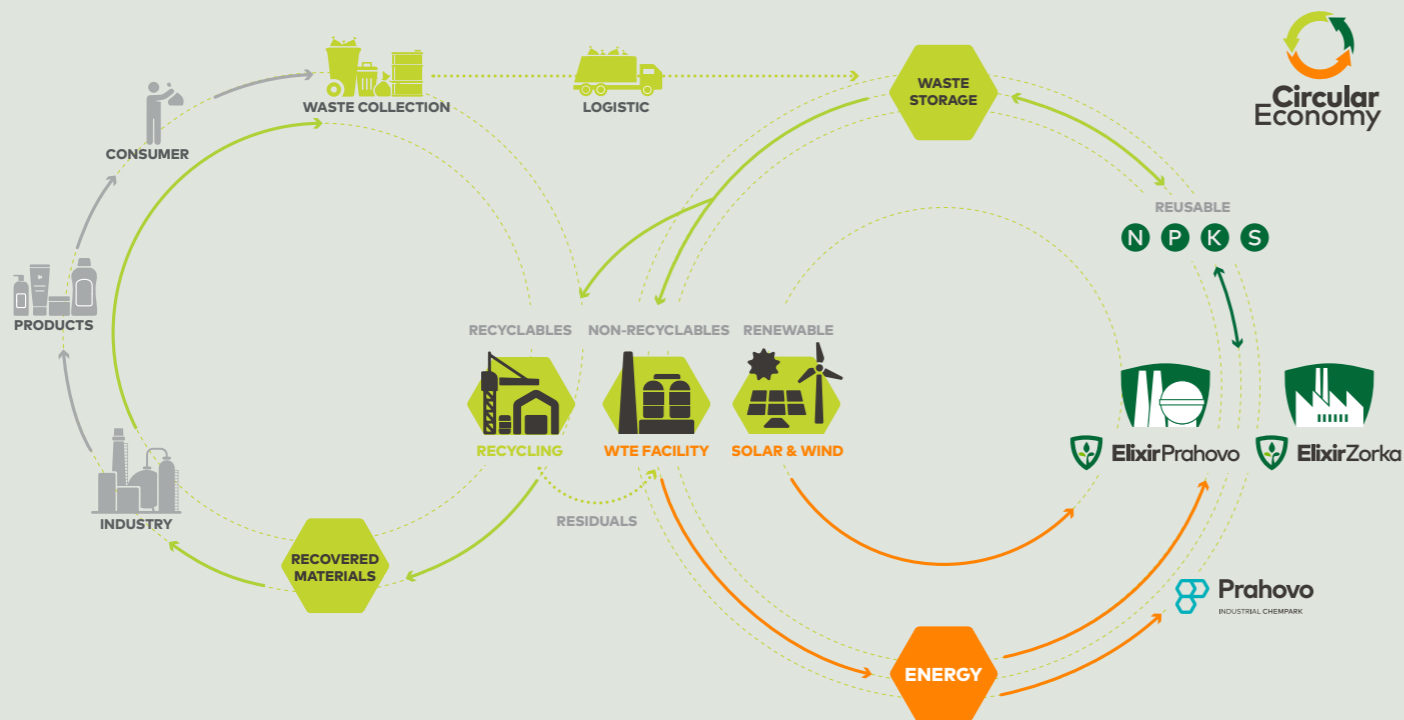 Circular
Economy
WASTE COLLECTION
LOGISTIC
WASTE
STORAGE
CONSUMER
REUSABLE
N P K S
PRODUCTS
RECYCLABLES
NON-RECYCLABLES
RENEWABLE
RECYCLING
WTE FACILITY
SOLAR & WIND
ElixirPrahovo
ElixirZorka
INDUSTRY
RESIDUALS
RECOVERED
MATERIALS
Prahovo
INDUSTRIAL CHEMPARK
ENERGY